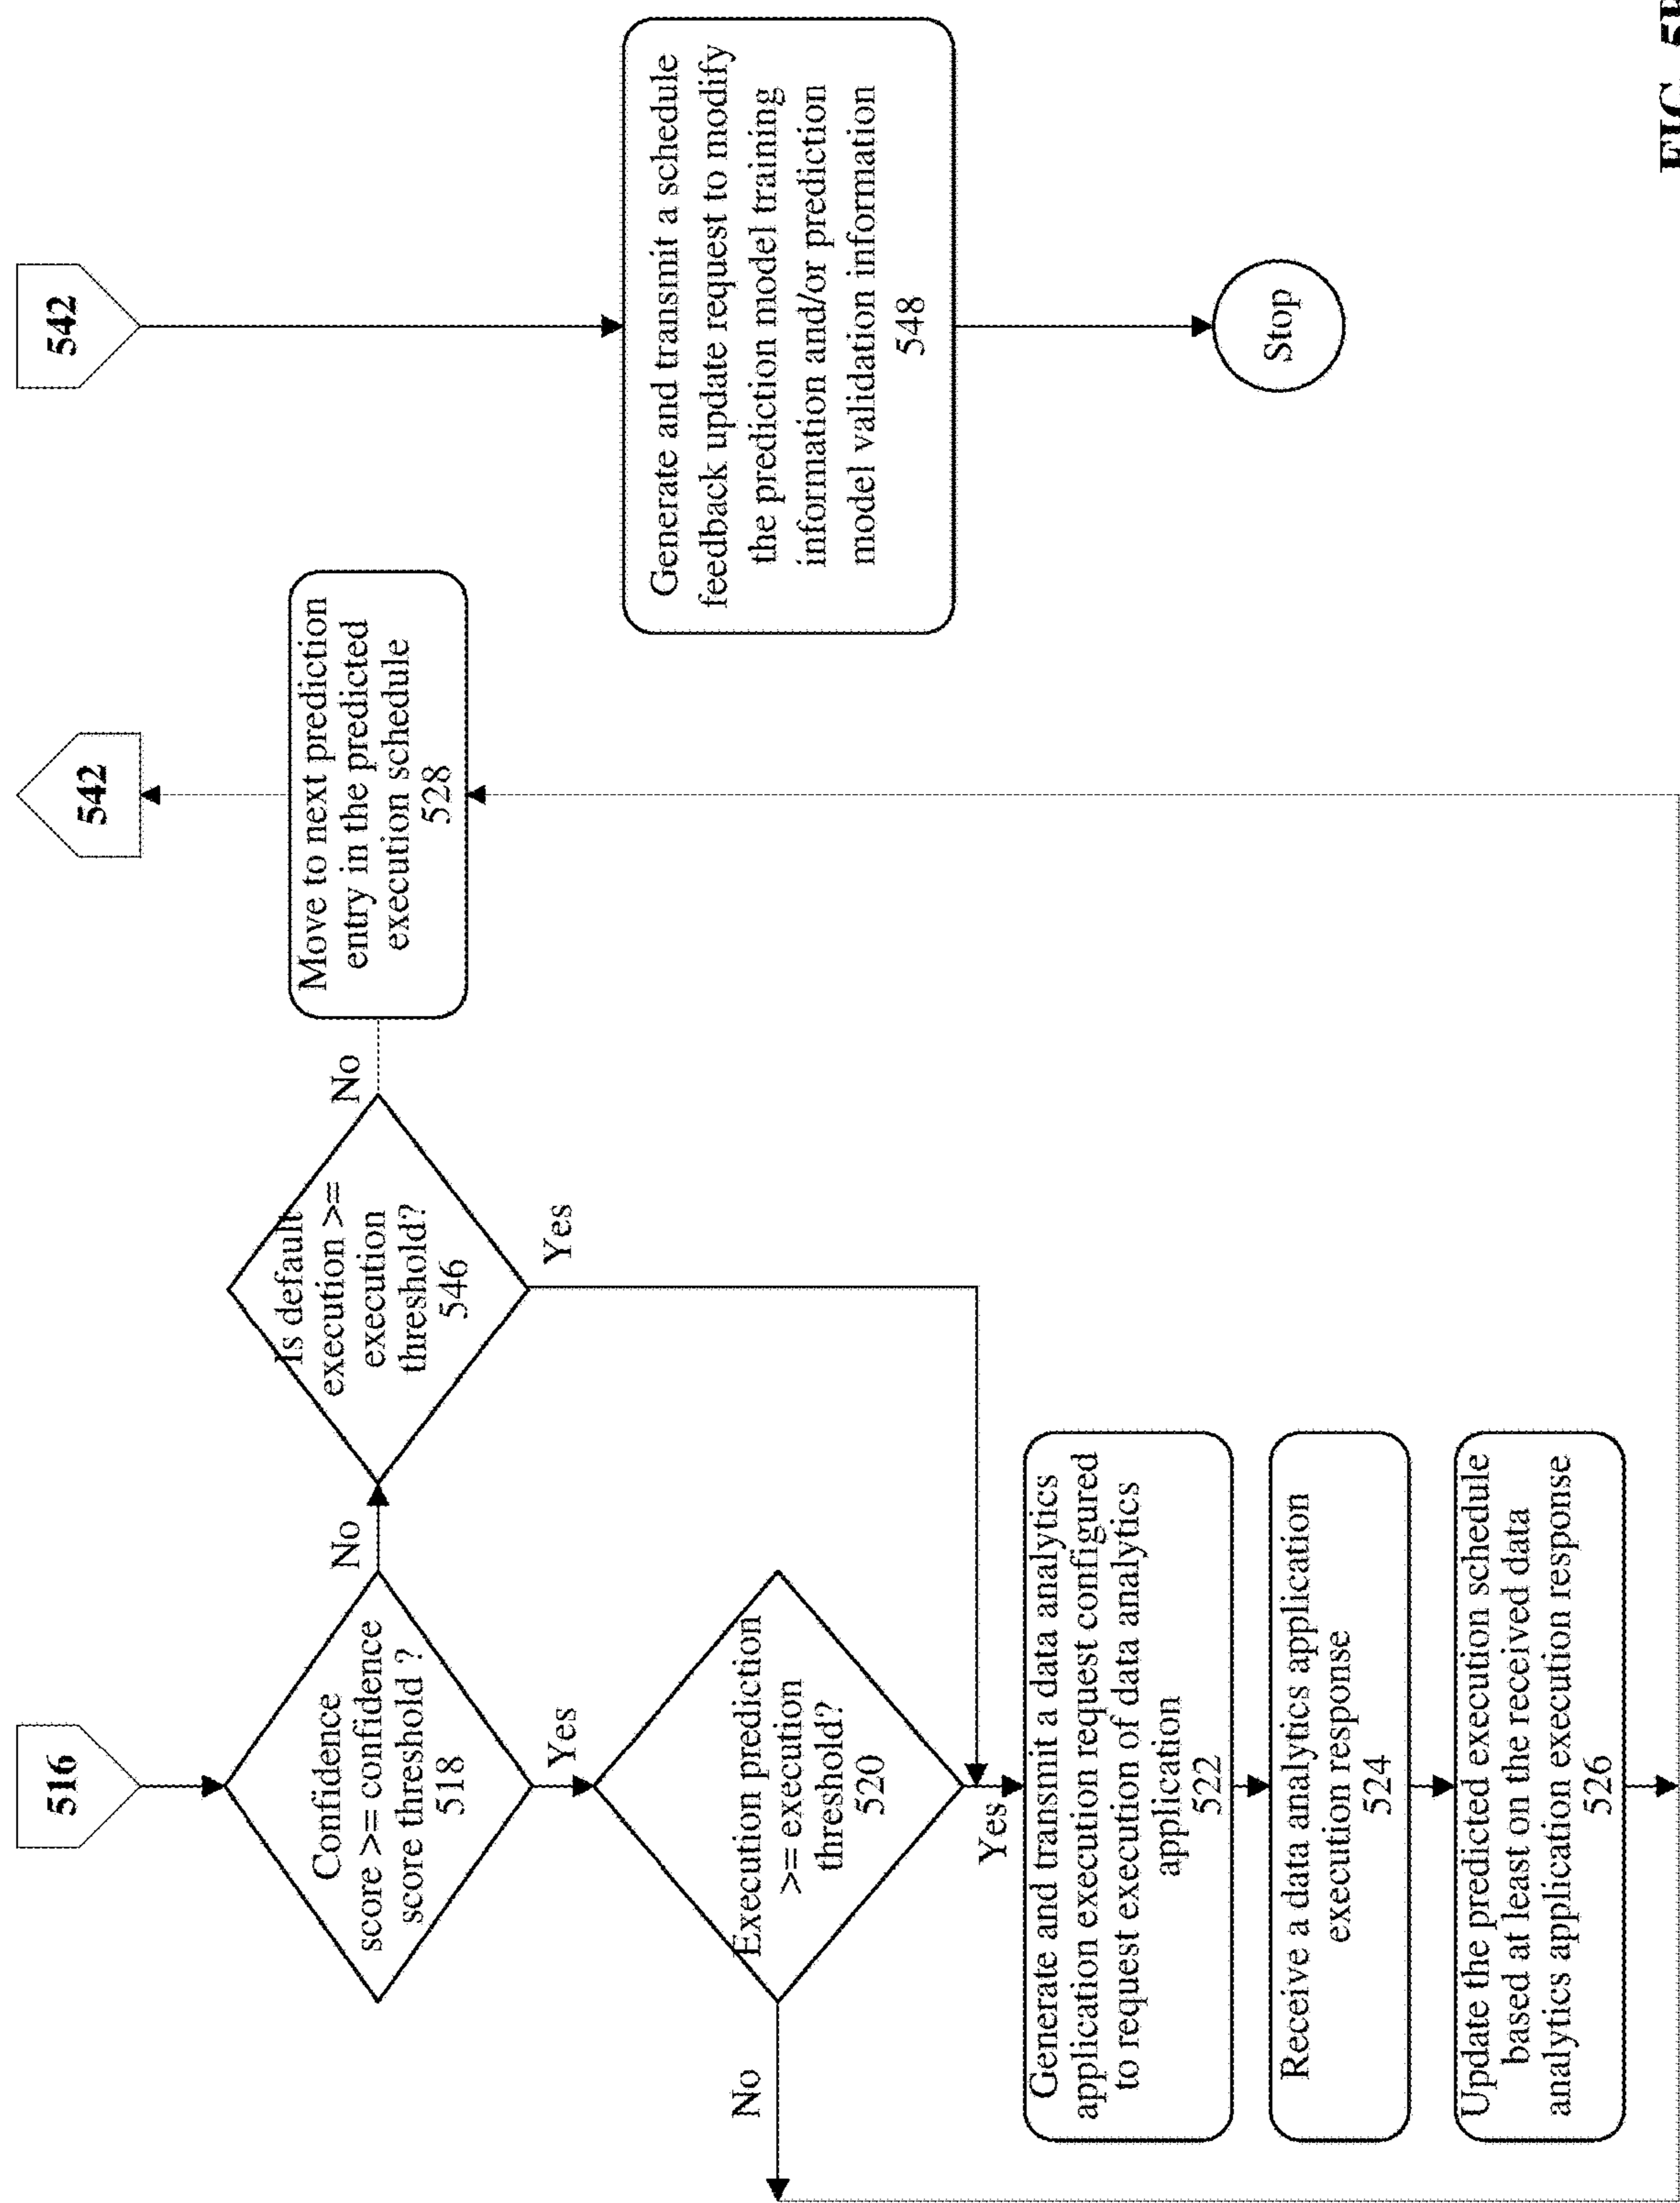 516
Confidence
score >= confidence
score threshold ?
518
No
Yes
Is default
execution >=
execution
threshold?
546
No
Yes
Execution prediction
>= execution
threshold?
520
No
Yes
Generate and transmit a data analytics
application execution request configured
to request execution of data analytics
application
522
Receive a data analytics application
execution response
524
Update the predicted execution schedule
based at least on the received data
analytics application execution response
526
542
Move to next prediction
entry in the predicted
execution schedule
528
542
Generate and transmit a schedule
feedback update request to modify
the prediction model training
information and/or prediction
model validation information
548
Stop
FIG.